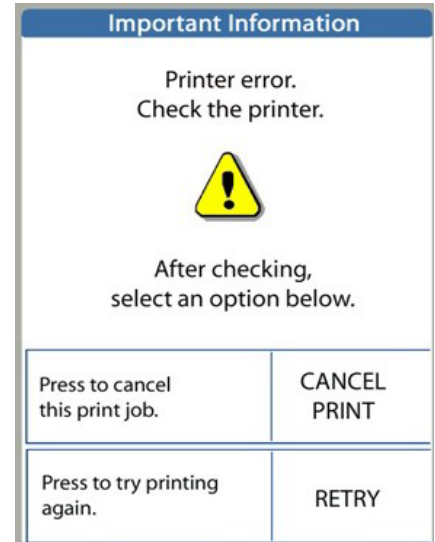 Important Information
Printer error.
Check the printer.
After checking,
select an option below.
Press to cancel
this print job.
CANCEL
PRINT
Press to try printing
again.
RETRY